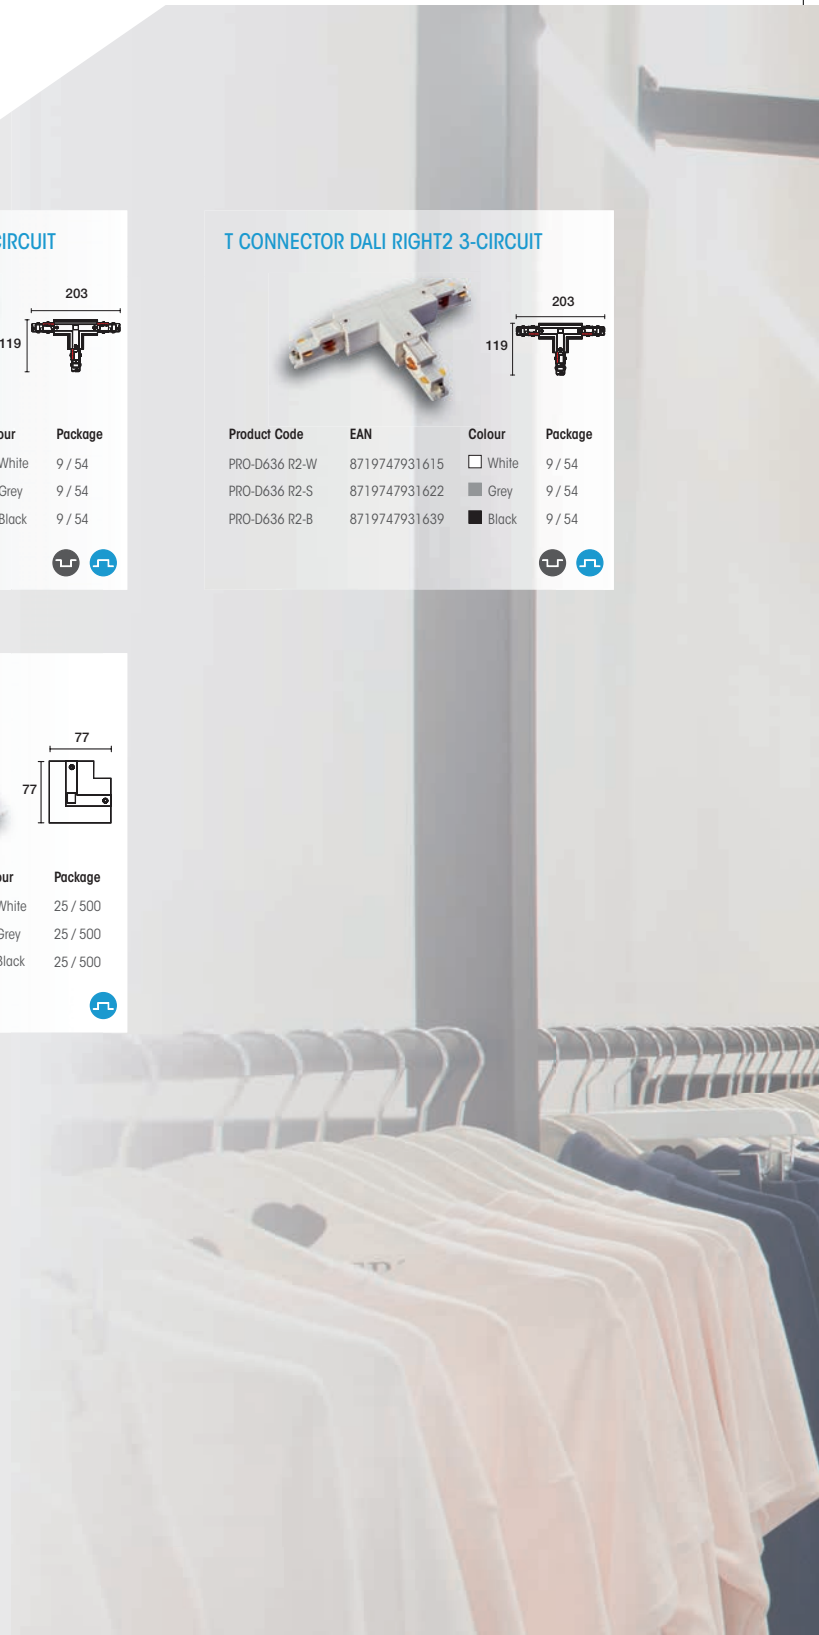 CIRCUIT
203
119
our Package
White 9 / 54
Grey 9 / 54
Black 9 / 54
T CONNECTOR DALI RIGHT2 3-CIRCUIT
203
119
Product Code EAN Colour Package
PRO-D636 R2-W 8719747931615 White 9 / 54
PRO-D636 R2-S 8719747931622 Grey 9 / 54
PRO-D636 R2-B 8719747931639 Black 9 / 54
77
77
our Package
White 25 / 500
Grey 25 / 500
Black 25 / 500